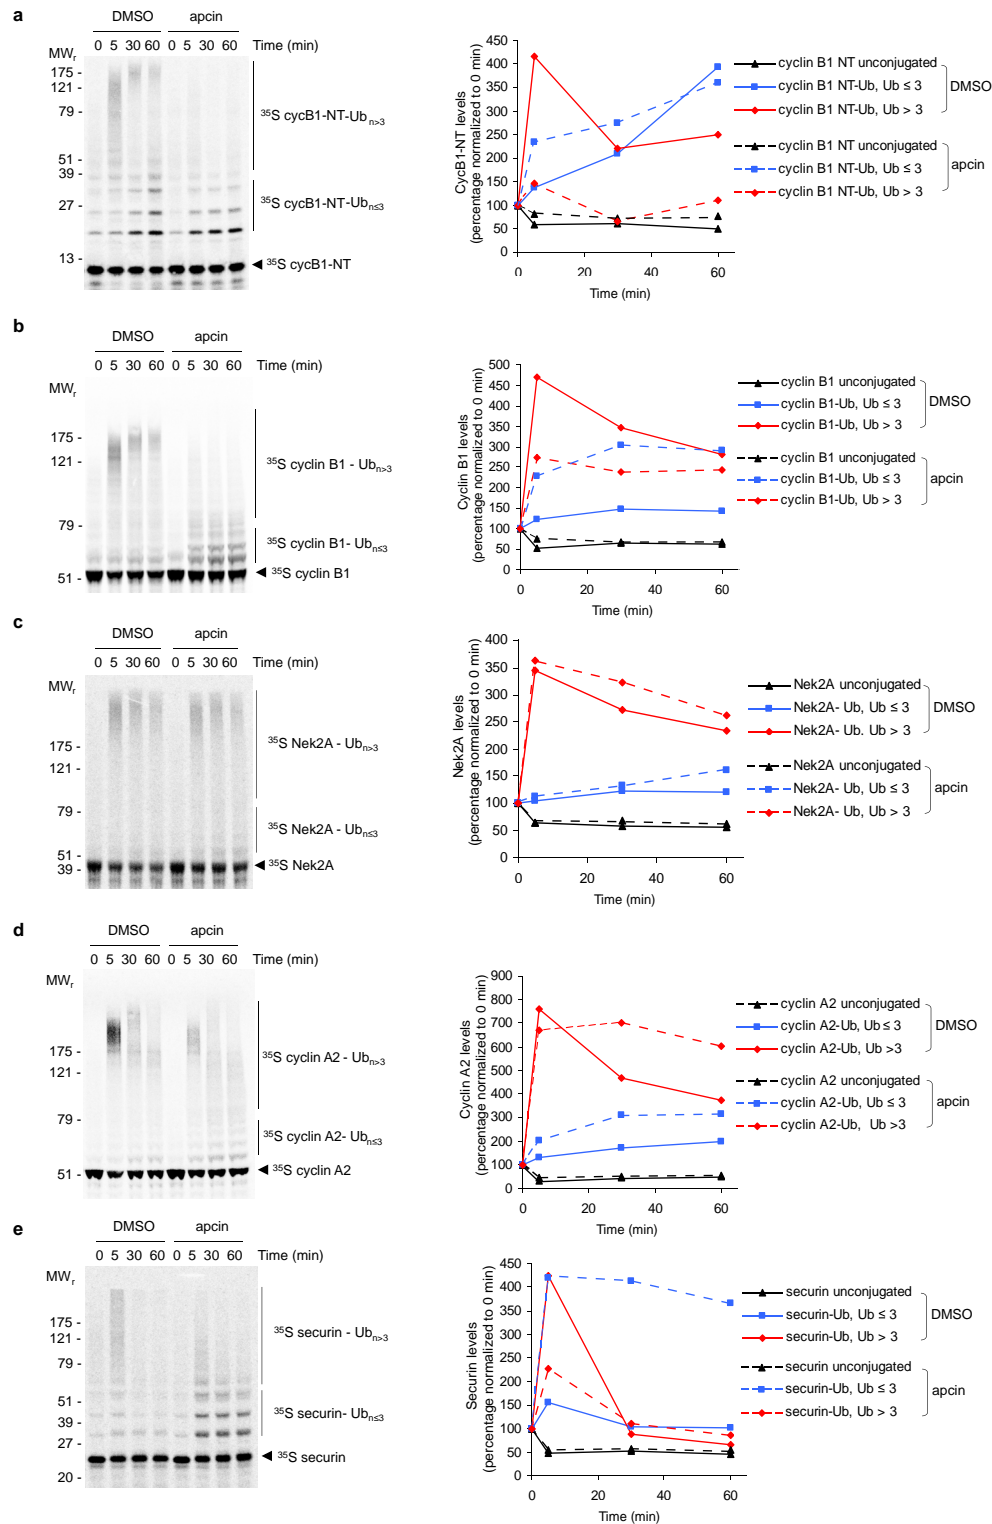 a
DMSO apcin
0 5 30 60 0 5 30 60 Time (min)
MWr
175 -
121 -
79 -
51 -
39 -
27 -
13 -
35S cycB1-NT-Ubn>3
35S cycB1-NT-Ubn≤3
35S cycB1-NT
CycB1-NT levels
(percentage normalized to 0 min)
450
400
350
300
250
200
150
100
50
0
0 20 40 60
Time (min)
cyclin B1 NT unconjugated
cyclin B1 NT-Ub, Ub ≤ 3
cyclin B1 NT-Ub, Ub > 3
DMSO
cyclin B1 NT unconjugated
cyclin B1 NT-Ub, Ub ≤ 3
cyclin B1 NT-Ub, Ub > 3
apcin
b
DMSO apcin
0 5 30 60 0 5 30 60 Time (min)
MWr
175 -
121 -
79 -
51 -
35S cyclin B1 - Ubn>3
35S cyclin B1- Ubn≤3
35S cyclin B1
Cyclin B1 levels
(percentage normalized to 0 min)
500
450
400
350
300
250
200
150
100
50
0
0 20 40 60
Time (min)
cyclin B1 unconjugated
cyclin B1-Ub, Ub ≤ 3
cyclin B1-Ub, Ub > 3
DMSO
cyclin B1 unconjugated
cyclin B1-Ub, Ub ≤ 3
cyclin B1-Ub, Ub > 3
apcin
c
DMSO apcin
0 5 30 60 0 5 30 60 Time (min)
MWr
175 -
121 -
79 -
51 -
39 -
35S Nek2A - Ubn>3
35S Nek2A - Ubn≤3
35S Nek2A
Nek2A levels
(percentage normalized to 0 min)
400
350
300
250
200
150
100
50
0
0 20 40 60
Time (min)
Nek2A unconjugated
Nek2A- Ub, Ub ≤ 3
Nek2A- Ub. Ub > 3
DMSO
Nek2A unconjugated
Nek2A- Ub, Ub ≤ 3
Nek2A- Ub, Ub > 3
apcin
d
DMSO apcin
0 5 30 60 0 5 30 60 Time (min)
MWr
175 -
121 -
79 -
51 -
35S cyclin A2 - Ubn>3
35S cyclin A2- Ubn≤3
35S cyclin A2
Cyclin A2 levels
(percentage normalized to 0 min)
900
800
700
600
500
400
300
200
100
0
0 20 40 60
Time (min)
cyclin A2 unconjugated
cyclin A2-Ub, Ub ≤ 3
cyclin A2-Ub, Ub >3
DMSO
cyclin A2 unconjugated
cyclin A2-Ub, Ub ≤ 3
cyclin A2-Ub, Ub >3
apcin
e
DMSO apcin
0 5 30 60 0 5 30 60 Time (min)
MWr
175 -
121 -
79 -
51 -
39 -
27 -
20 -
35S securin - Ubn>3
35S securin- Ubn≤3
35S securin
Securin levels
(percentage normalized to 0 min)
450
400
350
300
250
200
150
100
50
0
0 20 40 60
Time (min)
securin unconjugated
securin-Ub, Ub ≤ 3
securin-Ub, Ub > 3
DMSO
securin unconjugated
securin-Ub, Ub ≤ 3
securin-Ub, Ub > 3
apcin